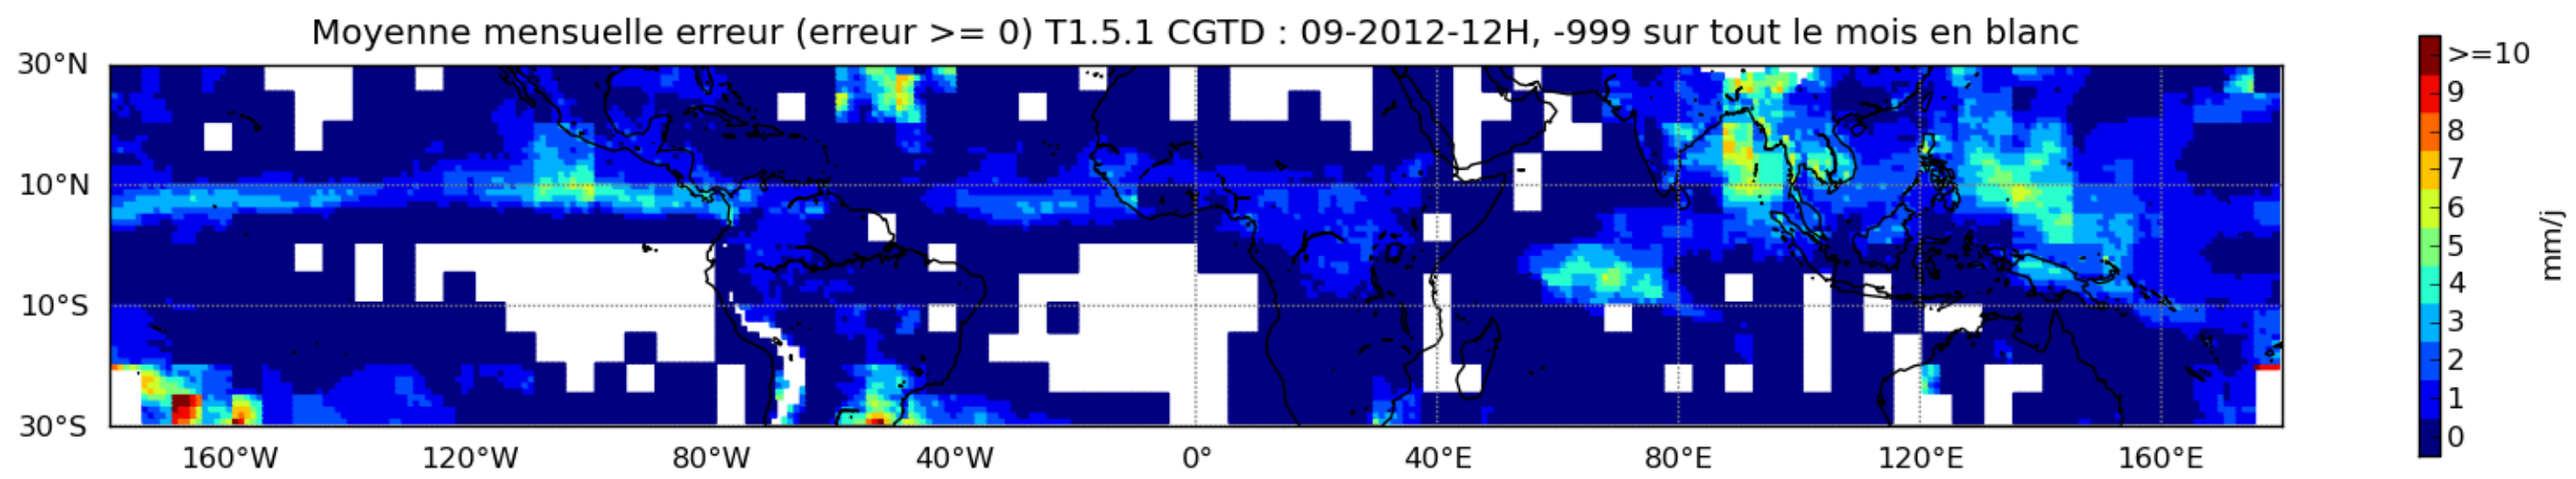 Moyenne mensuelle erreur (erreur >= 0) T1.5.1 CGTD : 09-2012-12H, -999 sur tout le mois en blanc
30°N
10°N
10°S
30°S
160°W 120°W 80°W 40°W 0° 40°E 80°E 120°E 160°E
>=10
9
8
7
6
5
4
3
2
1
0
mm/j